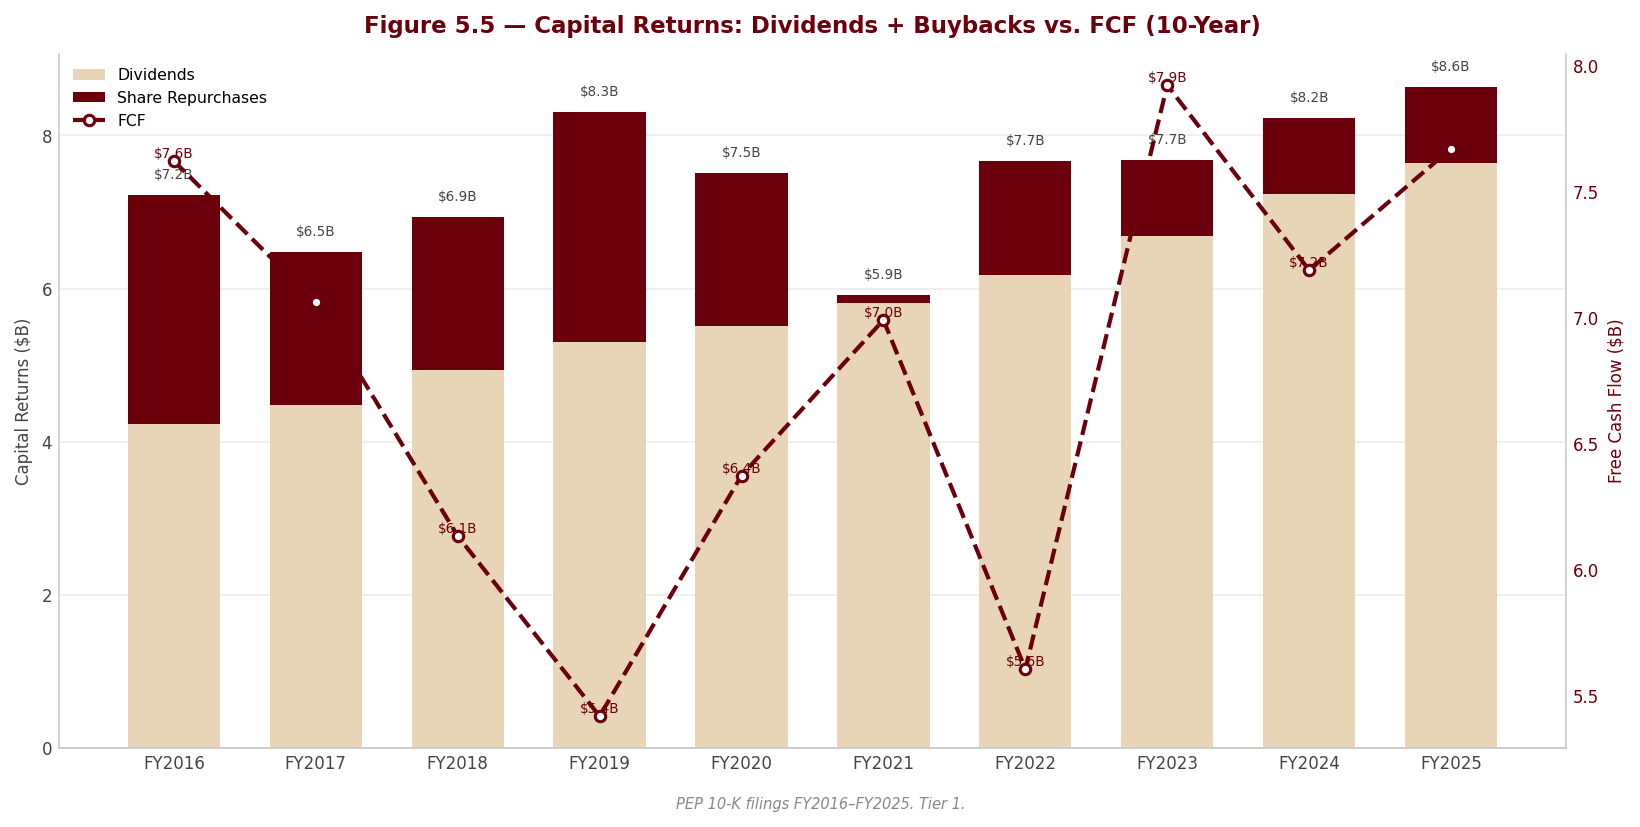 Figure 5.5 — Capital Returns: Dividends + Buybacks vs. FCF (10-Year)
Dividends
Share Repurchases
FCF
Capital Returns ($B)
8
6
4
2
0
$7.6B
$7.2B
$6.5B
$6.9B
$6.1B
$8.3B
$5.4B
$7.5B
$6.4B
$5.9B
$7.0B
$7.7B
$5.6B
$7.9B
$7.7B
$8.2B
$7.2B
$8.6B
8.0
7.5
7.0
6.5
6.0
5.5
Free Cash Flow ($B)
FY2016 FY2017 FY2018 FY2019 FY2020 FY2021 FY2022 FY2023 FY2024 FY2025
PEP 10-K filings FY2016–FY2025. Tier 1.